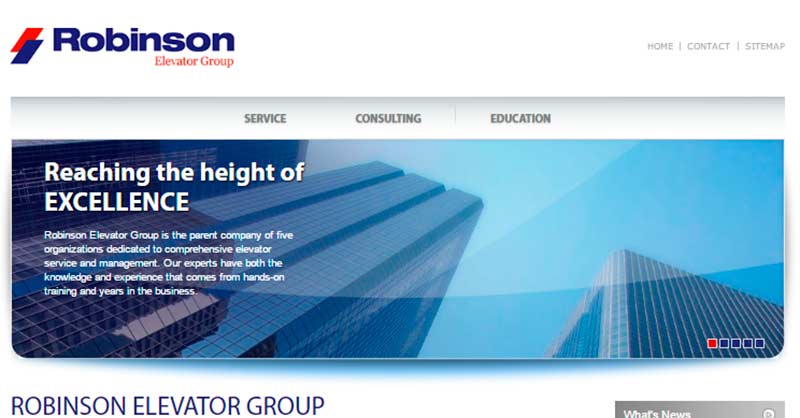 Robinson
Elevator Group
HOME | CONTACT | SITEMAP
SERVICE CONSULTING EDUCATION
Reaching the height of
EXCELLENCE
Robinson Elevator Group is the parent company of five
organizations dedicated to comprehensive elevator
service and management. Our experts have both the
knowledge and experience that comes from hands-on
training and years in the business.
ROBINSON ELEVATOR GROUP
What's News